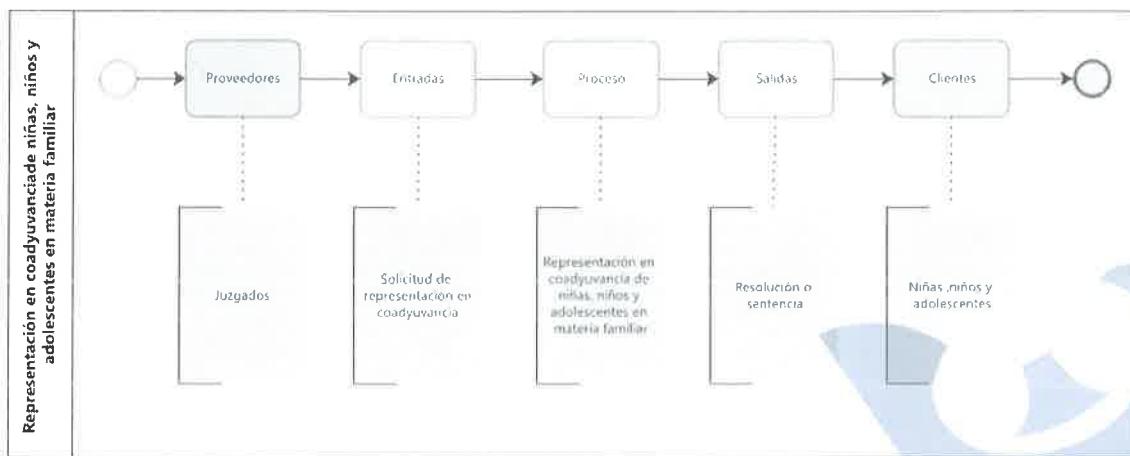 Representación en coadyuvanciade niñas, niños y
adolescentes en materia familiar
Proveedores
Entradas
Proceso
Salidas
Clientes
Juzgados
Solicitud de
representación en
coadyuvancia
Representación en
coadyuvancia de
niñas, niños y
adolescentes en
materia familiar
Resolución o
sentencia
Niñas ,niños y
adolescentes